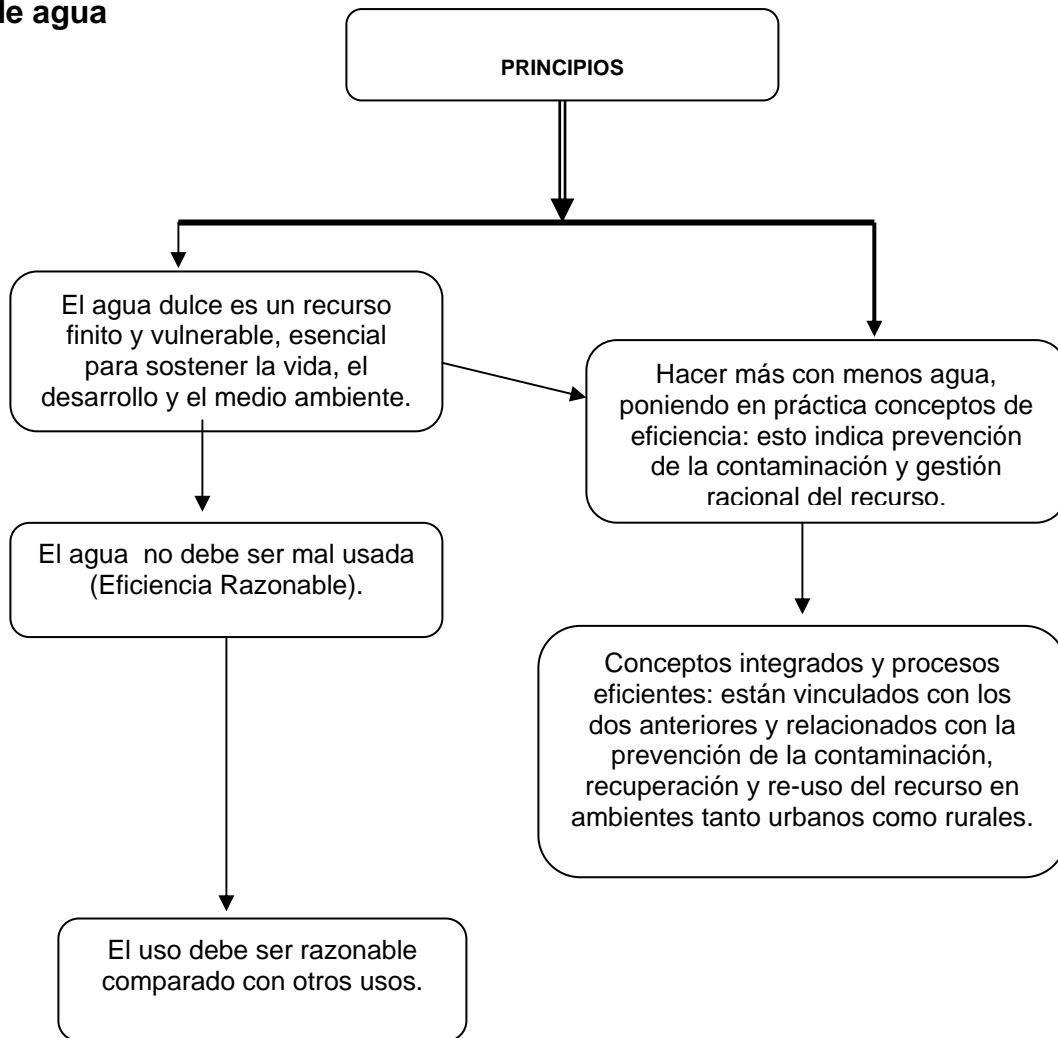 de agua
PRINCIPIOS
El agua dulce es un recurso
finito y vulnerable, esencial
para sostener la vida, el
desarrollo y el medio ambiente.
Hacer más con menos agua,
poniendo en práctica conceptos de
eficiencia: esto indica prevención
de la contaminación y gestión
racional del recurso.
El agua no debe ser mal usada
(Eficiencia Razonable).
Conceptos integrados y procesos
eficientes: están vinculados con los
dos anteriores y relacionados con la
prevención de la contaminación,
recuperación y re-uso del recurso en
ambientes tanto urbanos como rurales.
El uso debe ser razonable
comparado con otros usos.